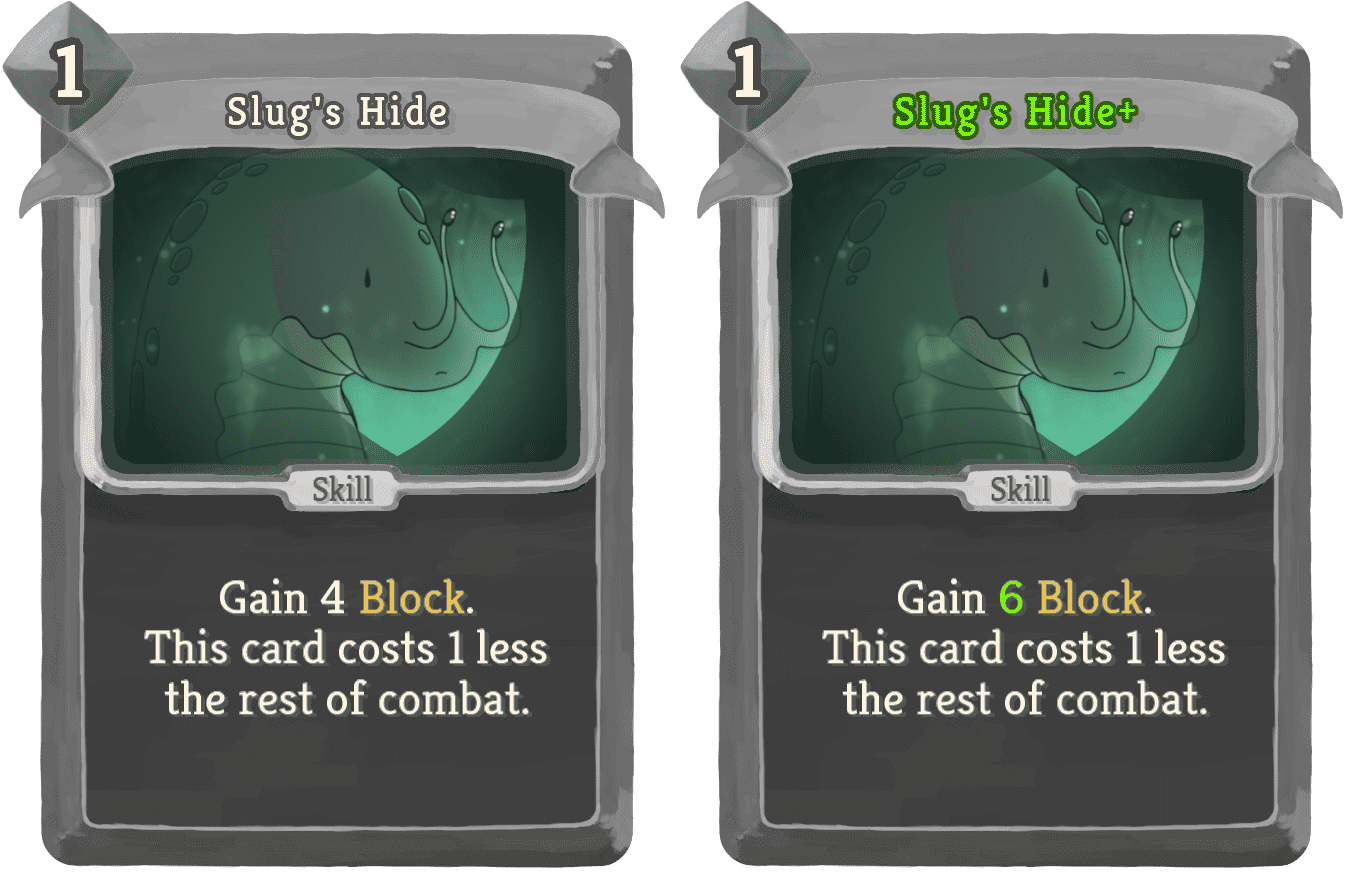 1
Slug's Hide
Skill
Gain 4 Block.
This card costs 1 less
the rest of combat.
1
Slug's Hide+
Skill
Gain 6 Block.
This card costs 1 less
the rest of combat.